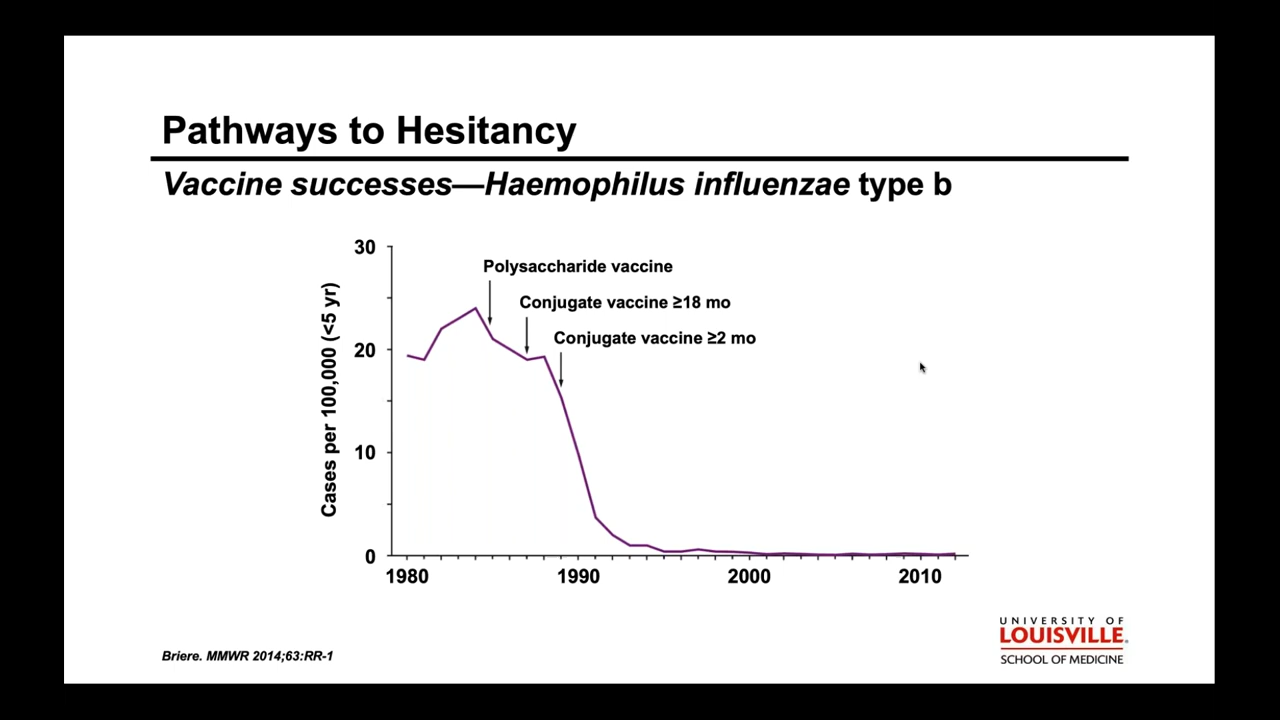 Pathways to Hesitancy
Vaccine successes—Haemophilus influenzae type b
30
20
10
0
Cases per 100,000 (<5 yr)
Polysaccharide vaccine
Conjugate vaccine ≥18 mo
Conjugate vaccine ≥2 mo
1980
1990
2000
2010
Briere. MMWR 2014;63:RR-1
UNIVERSITY OF
LOUISVILLE.
SCHOOL OF MEDICINE